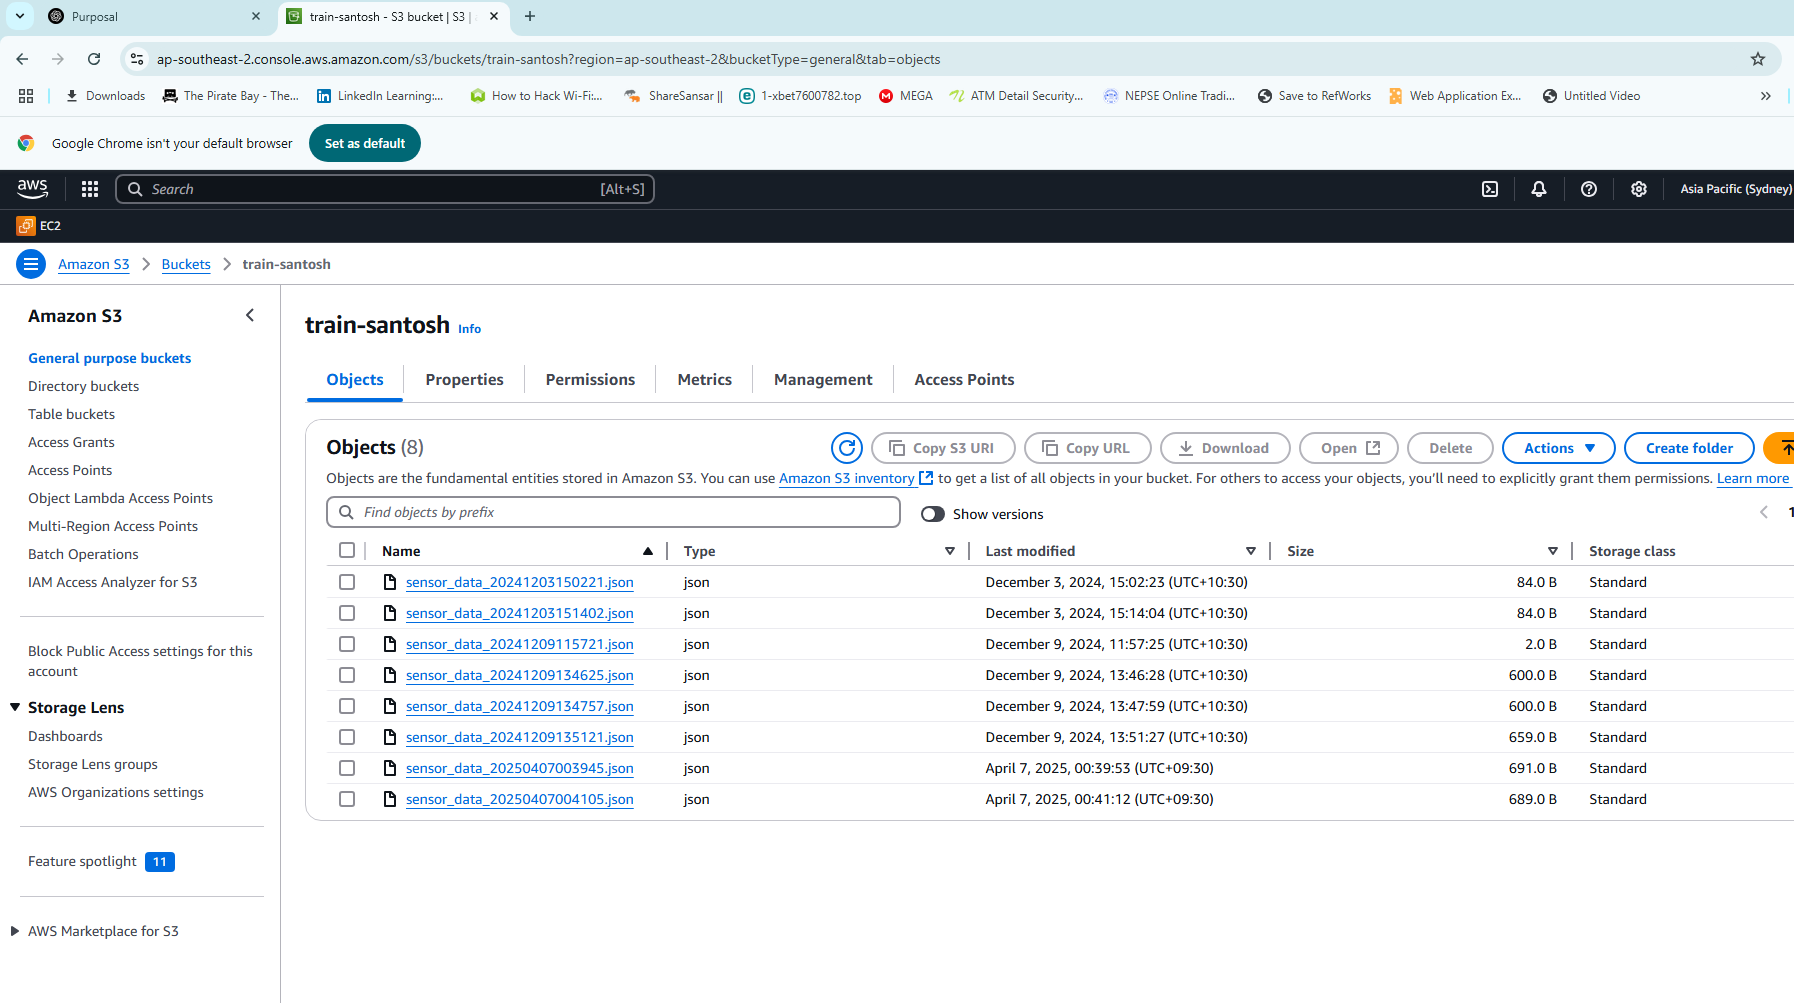 Purposal
train-santosh - S3 bucket | S3 |
ap-southeast-2.console.aws.amazon.com/s3/buckets/train-santosh?region=ap-southeast-2&bucketType=general&tab=objects
Downloads The Pirate Bay - The... LinkedIn Learning:... How to Hack Wi-Fi:... ShareSansar || 1-xbet7600782.top MEGA ATM Detail Security... NEPSE Online Tradi... Save to RefWorks Web Application Ex... Untitled Video
Google Chrome isn't your default browser Set as default
aws Search [Alt+S] Asia Pacific (Sydney)
EC2
Amazon S3 > Buckets > train-santosh
Amazon S3
General purpose buckets
Directory buckets
Table buckets
Access Grants
Access Points
Object Lambda Access Points
Multi-Region Access Points
Batch Operations
IAM Access Analyzer for S3
Block Public Access settings for this
account
Storage Lens
Dashboards
Storage Lens groups
AWS Organizations settings
Feature spotlight 11
AWS Marketplace for S3
train-santosh Info
Objects Properties Permissions Metrics Management Access Points
Objects (8) Copy S3 URI Copy URL Download Open Delete Actions Create folder
Objects are the fundamental entities stored in Amazon S3. You can use Amazon S3 inventory to get a list of all objects in your bucket. For others to access your objects, you'll need to explicitly grant them permissions. Learn more
Find objects by prefix Show versions 1
Name Type Last modified Size Storage class
sensor_data_20241203150221.json json December 3, 2024, 15:02:23 (UTC+10:30) 84.0 B Standard
sensor_data_20241203151402.json json December 3, 2024, 15:14:04 (UTC+10:30) 84.0 B Standard
sensor_data_20241209115721.json json December 9, 2024, 11:57:25 (UTC+10:30) 2.0 B Standard
sensor_data_20241209134625.json json December 9, 2024, 13:46:28 (UTC+10:30) 600.0 B Standard
sensor_data_20241209134757.json json December 9, 2024, 13:47:59 (UTC+10:30) 600.0 B Standard
sensor_data_20241209135121.json json December 9, 2024, 13:51:27 (UTC+10:30) 659.0 B Standard
sensor_data_20250407003945.json json April 7, 2025, 00:39:53 (UTC+09:30) 691.0 B Standard
sensor_data_20250407004105.json json April 7, 2025, 00:41:12 (UTC+09:30) 689.0 B Standard